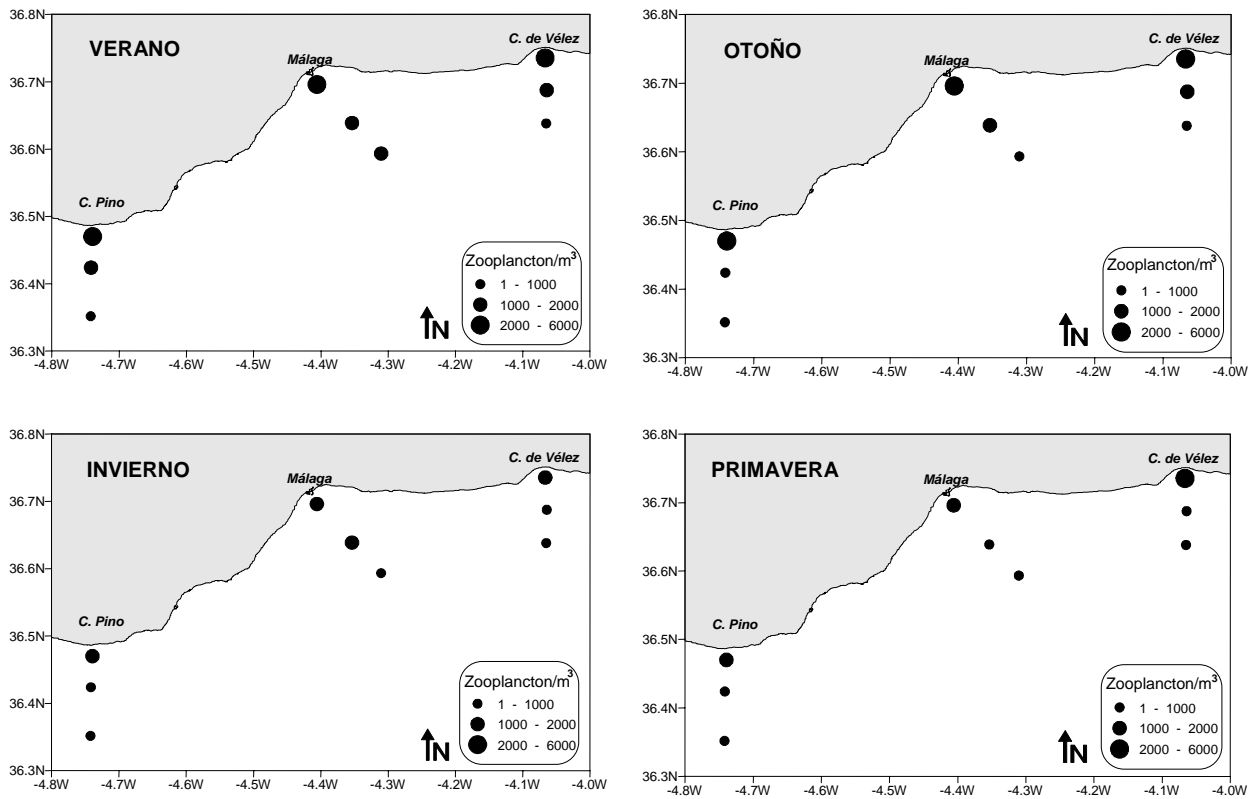 36.8N
VERANO
C. de Vélez
Málaga
36.7N
36.6N
36.5N
C. Pino
36.4N
Zooplancton/m³
1 - 1000
1000 - 2000
2000 - 6000
N
36.3N
-4.8W -4.7W -4.6W -4.5W -4.4W -4.3W -4.2W -4.1W -4.0W
36.8N
OTOÑO
C. de Vélez
Málaga
36.7N
36.6N
36.5N
C. Pino
36.4N
Zooplancton/m³
1 - 1000
1000 - 2000
2000 - 6000
N
36.3N
-4.8W -4.7W -4.6W -4.5W -4.4W -4.3W -4.2W -4.1W -4.0W
36.8N
INVIERNO
C. de Vélez
Málaga
36.7N
36.6N
36.5N
C. Pino
36.4N
Zooplancton/m³
1 - 1000
1000 - 2000
2000 - 6000
N
36.3N
-4.8W -4.7W -4.6W -4.5W -4.4W -4.3W -4.2W -4.1W -4.0W
36.8N
PRIMAVERA
C. de Vélez
Málaga
36.7N
36.6N
36.5N
C. Pino
36.4N
Zooplancton/m³
1 - 1000
1000 - 2000
2000 - 6000
N
36.3N
-4.8W -4.7W -4.6W -4.5W -4.4W -4.3W -4.2W -4.1W -4.0W